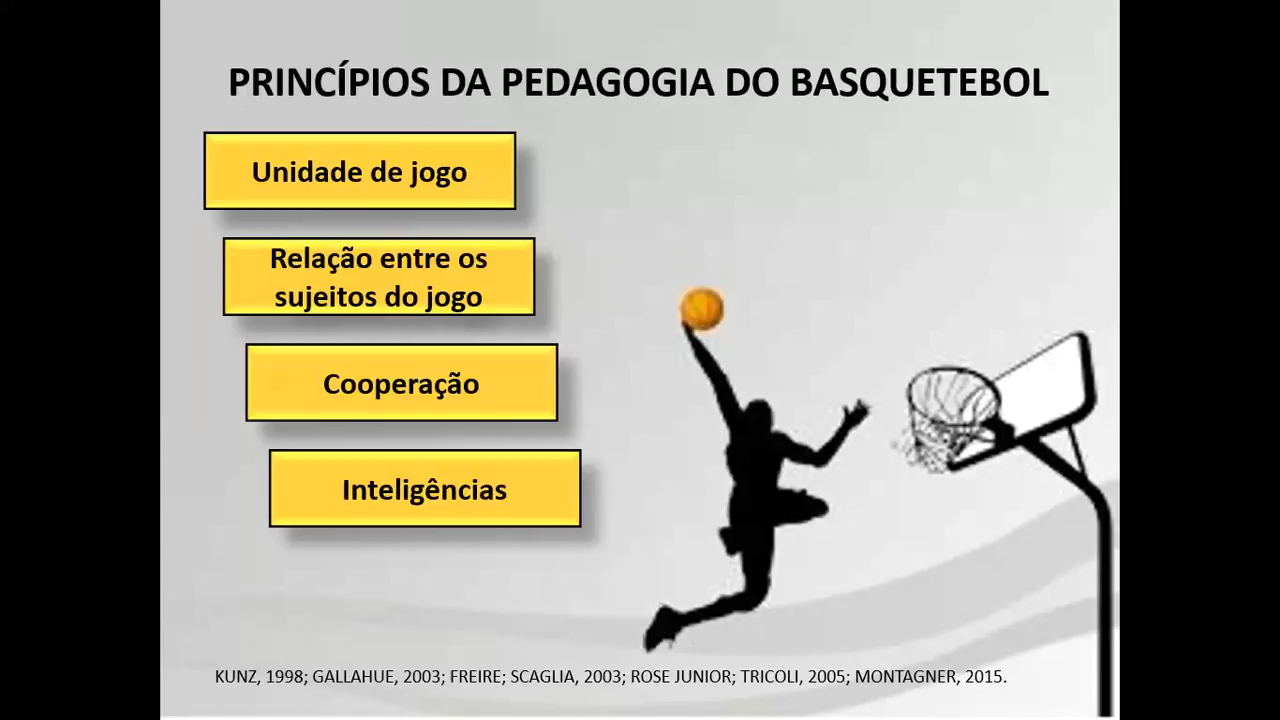 PRINCÍPIOS DA PEDAGOGIA DO BASQUETEBOL
Unidade de jogo
Relação entre os
sujeitos do jogo
Cooperação
Inteligências
KUNZ, 1998; GALLAHUE, 2003; FREIRE; SCAGLIA, 2003; ROSE JUNIOR; TRICOLI, 2005; MONTAGNER, 2015.